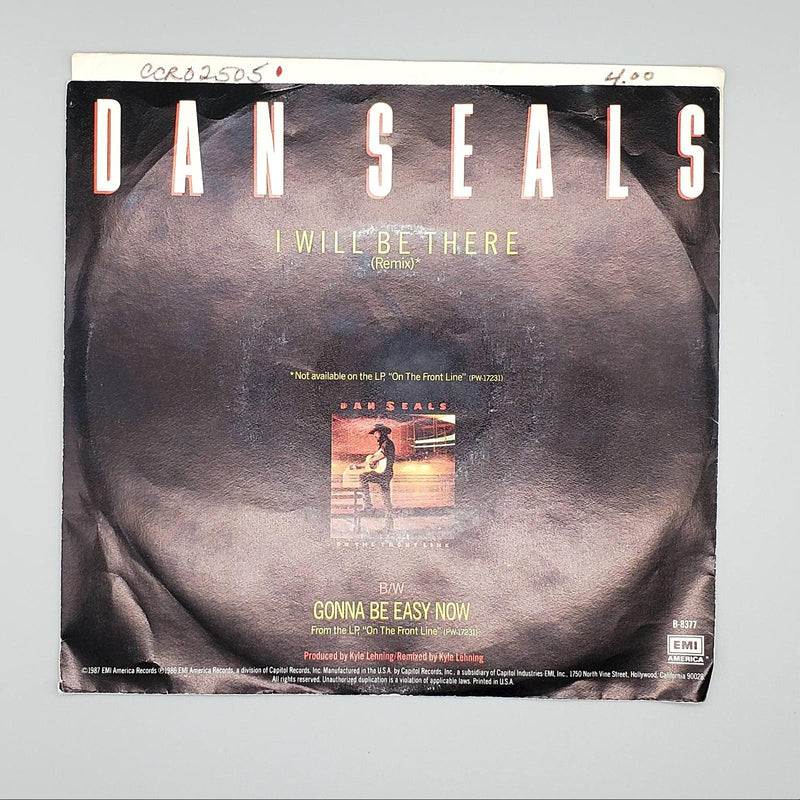 CCR02505 4.00
DAN SEALS
I WILL BE THERE
(Remix)*
*Not available on the LP, "On The Front Line" (PW-17231)
DAN SEALS
ON THE FRONT LINE
B/W
GONNA BE EASY NOW
From the LP, "On The Front Line" (PW-17231)
B-8377
Produced by Kyle Lehning/Remixed by Kyle Lehning
EMI
AMERICA
©1987 EMI America Records ℗1986 EMI America Records, a division of Capitol Records, Inc. Manufactured in the U.S.A. by Capitol Records, Inc., a subsidiary of Capitol Industries-EMI, Inc., 1750 North Vine Street, Hollywood, California 90028.
All rights reserved. Unauthorized duplication is a violation of applicable laws. Printed in U.S.A.